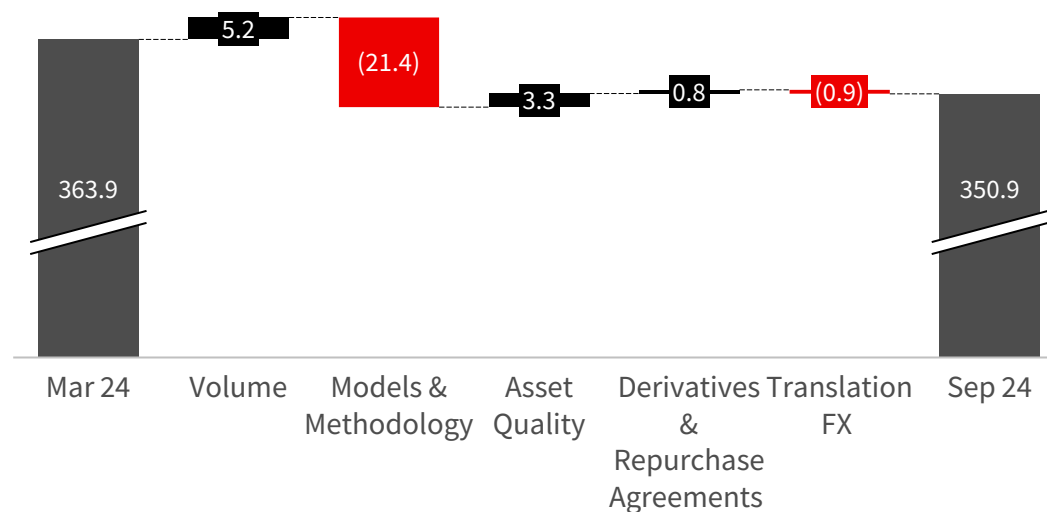 5.2
(21.4)
3.3
0.8
(0.9)
363.9
350.9
Mar 24
Volume
Models &
Methodology
Asset
Quality
Derivatives
&
Repurchase
Agreements
Translation
FX
Sep 24